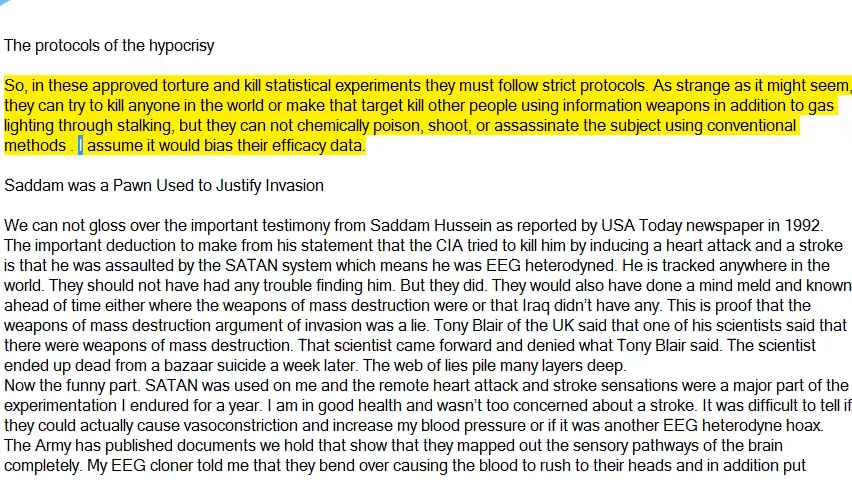 The protocols of the hypocrisy
So, in these approved torture and kill statistical experiments they must follow strict protocols. As strange as it might seem,
they can try to kill anyone in the world or make that target kill other people using information weapons in addition to gas
lighting through stalking, but they can not chemically poison, shoot, or assassinate the subject using conventional
methods . I assume it would bias their efficacy data.
Saddam was a Pawn Used to Justify Invasion
We can not gloss over the important testimony from Saddam Hussein as reported by USA Today newspaper in 1992.
The important deduction to make from his statement that the CIA tried to kill him by inducing a heart attack and a stroke
is that he was assaulted by the SATAN system which means he was EEG heterodyned. He is tracked anywhere in the
world. They should not have had any trouble finding him. But they did. They would also have done a mind meld and known
ahead of time either where the weapons of mass destruction were or that Iraq didn't have any. This is proof that the
weapons of mass destruction argument of invasion was a lie. Tony Blair of the UK said that one of his scientists said that
there were weapons of mass destruction. That scientist came forward and denied what Tony Blair said. The scientist
ended up dead from a bazaar suicide a week later. The web of lies pile many layers deep.
Now the funny part. SATAN was used on me and the remote heart attack and stroke sensations were a major part of the
experimentation I endured for a year. I am in good health and wasn't too concerned about a stroke. It was difficult to tell if
they could actually cause vasoconstriction and increase my blood pressure or if it was another EEG heterodyne hoax.
The Army has published documents we hold that show that they mapped out the sensory pathways of the brain
completely. My EEG cloner told me that they bend over causing the blood to rush to their heads and in addition put